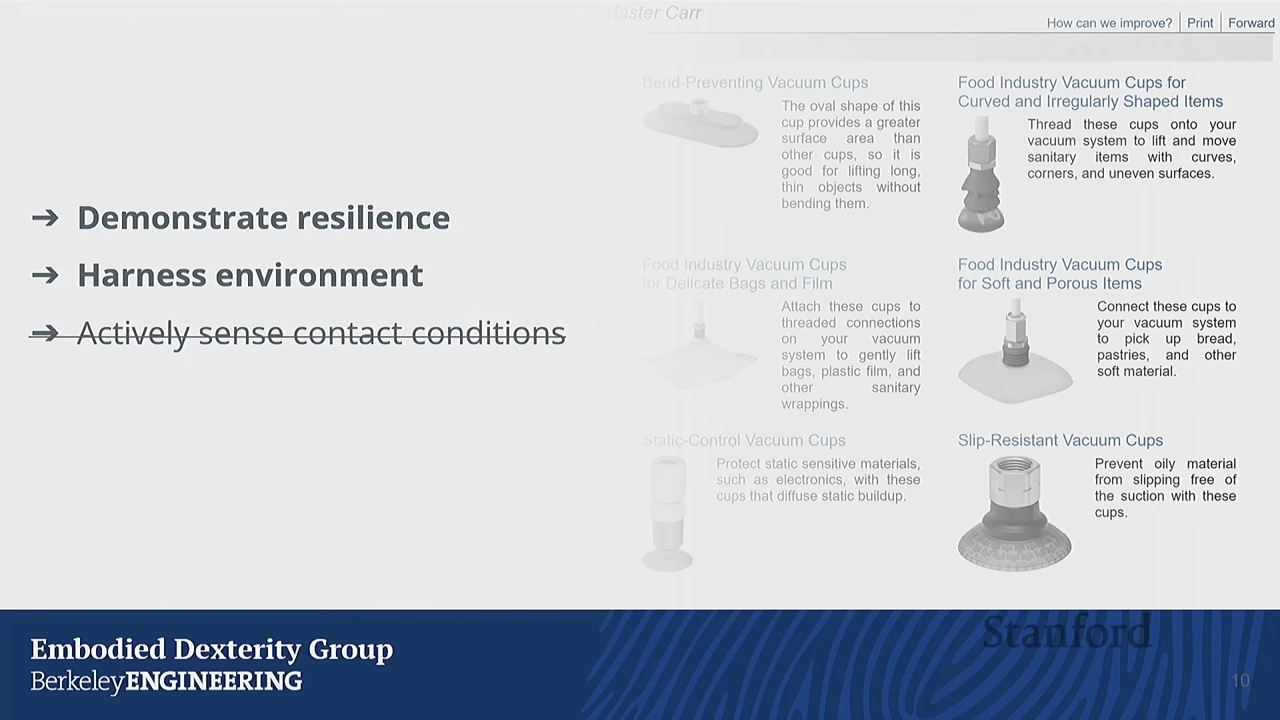 Master Carr
How can we improve? Print Forward
➔ Demonstrate resilience
➔ Harness environment
➔ Actively sense contact conditions
Bend-Preventing Vacuum Cups
The oval shape of this
cup provides a greater
surface area than
other cups, so it is
good for lifting long,
thin objects without
bending them.
Food Industry Vacuum Cups for
Curved and Irregularly Shaped Items
Thread these cups onto your
vacuum system to lift and move
sanitary items with curves,
corners, and uneven surfaces.
Food Industry Vacuum Cups
for Delicate Bags and Film
Attach these cups to
threaded connections
on your vacuum
system to gently lift
bags, plastic film, and
other sanitary
wrappings.
Food Industry Vacuum Cups
for Soft and Porous Items
Connect these cups to
your vacuum system
to pick up bread,
pastries, and other
soft material.
Static-Control Vacuum Cups
Protect static sensitive materials,
such as electronics, with these
cups that diffuse static buildup.
Slip-Resistant Vacuum Cups
Prevent oily material
from slipping free of
the suction with these
cups.
Embodied Dexterity Group
BerkeleyENGINEERING
Stanford
10